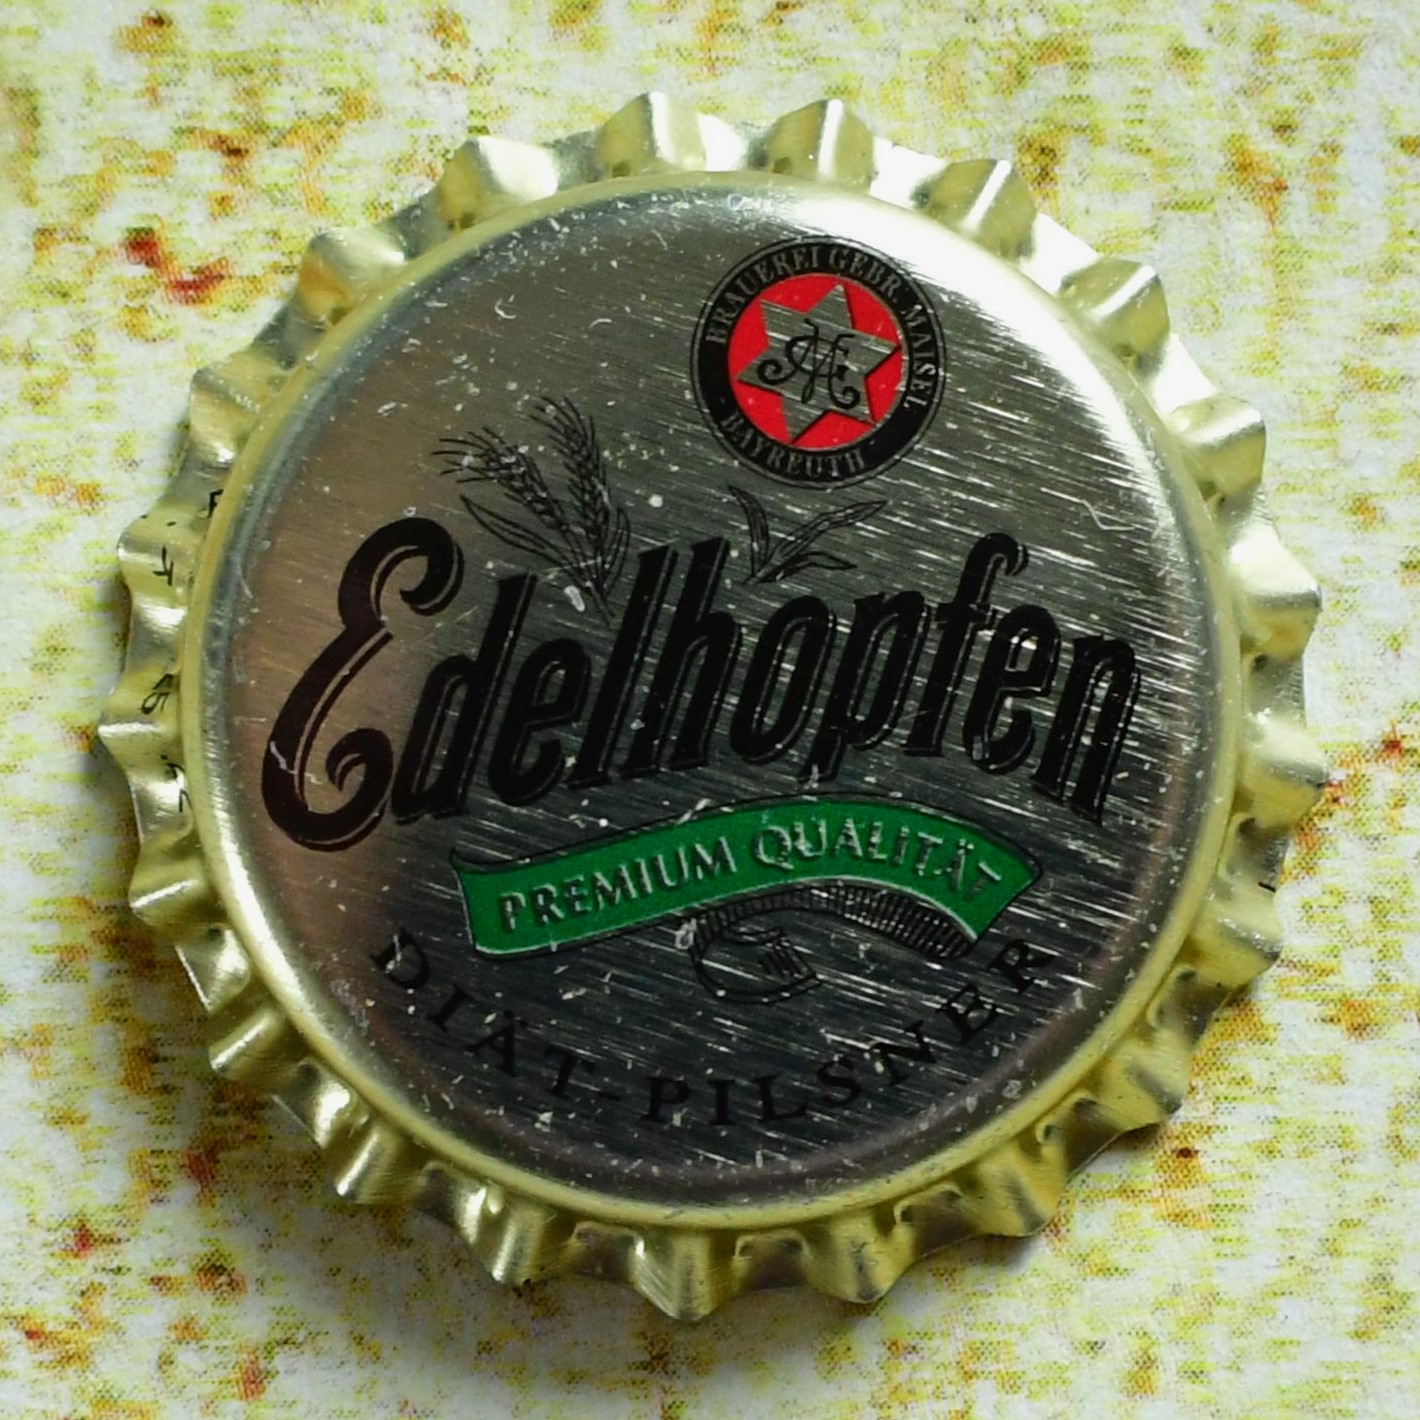 BRAUEREI GEBR. MAISEL
BAYREUTH
Edelhopfen
PREMIUM QUALITÄT
DIÄT-PILSNER